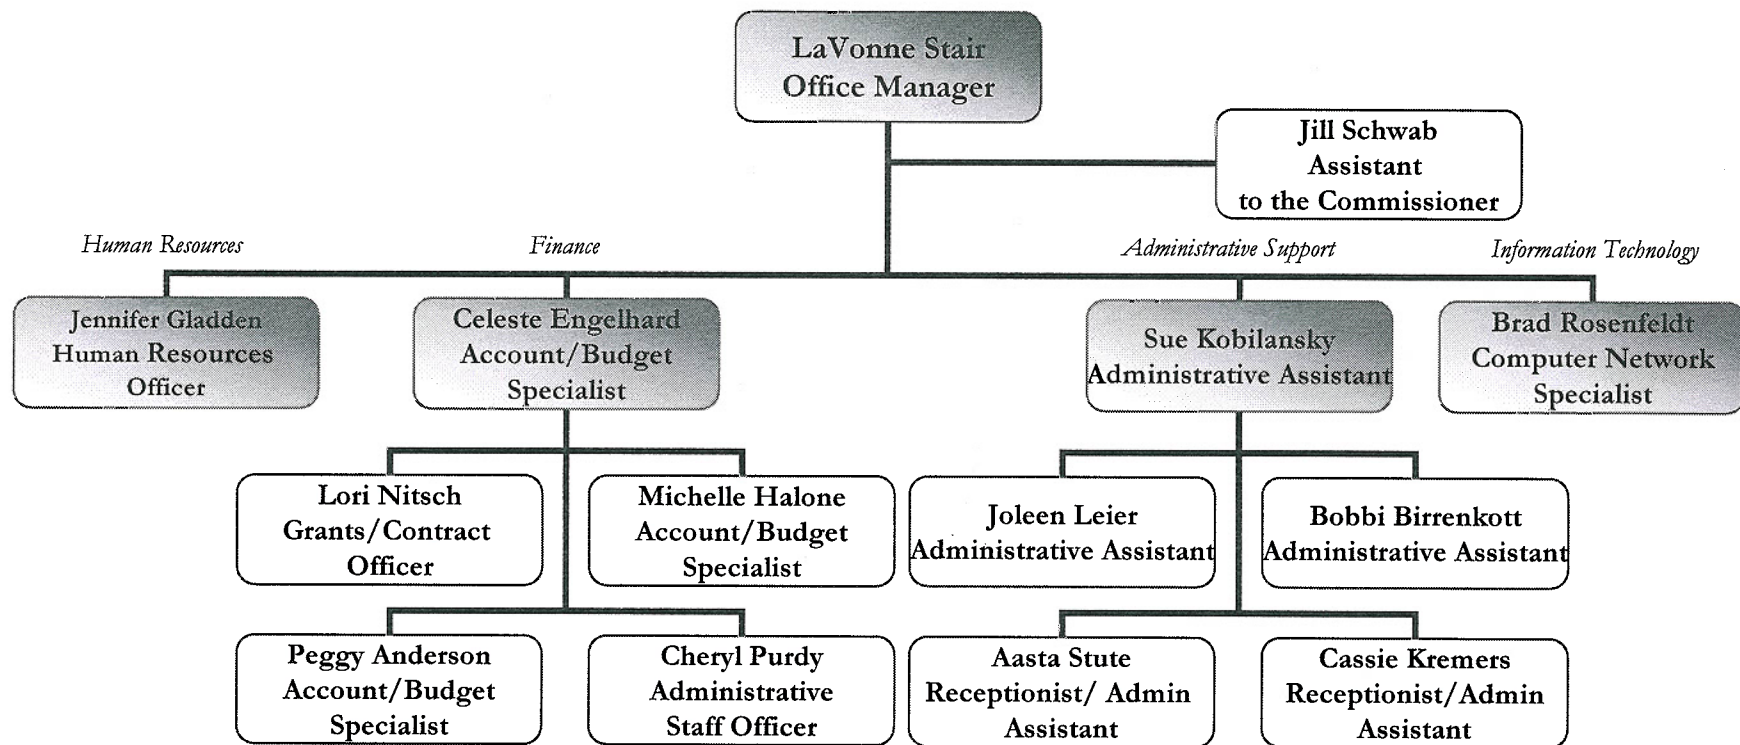 LaVonne Stair
Office Manager
Jill Schwab
Assistant
to the Commissioner
Human Resources
Finance
Administrative Support
Information Technology
Jennifer Gladden
Human Resources
Officer
Celeste Engelhard
Account/Budget
Specialist
Sue Kobilansky
Administrative Assistant
Brad Rosenfeldt
Computer Network
Specialist
Lori Nitsch
Grants/Contract
Officer
Michelle Halone
Account/Budget
Specialist
Joleen Leier
Administrative Assistant
Bobbi Birrenkott
Administrative Assistant
Peggy Anderson
Account/Budget
Specialist
Cheryl Purdy
Administrative
Staff Officer
Aasta Stute
Receptionist/ Admin
Assistant
Cassie Kremers
Receptionist/Admin
Assistant